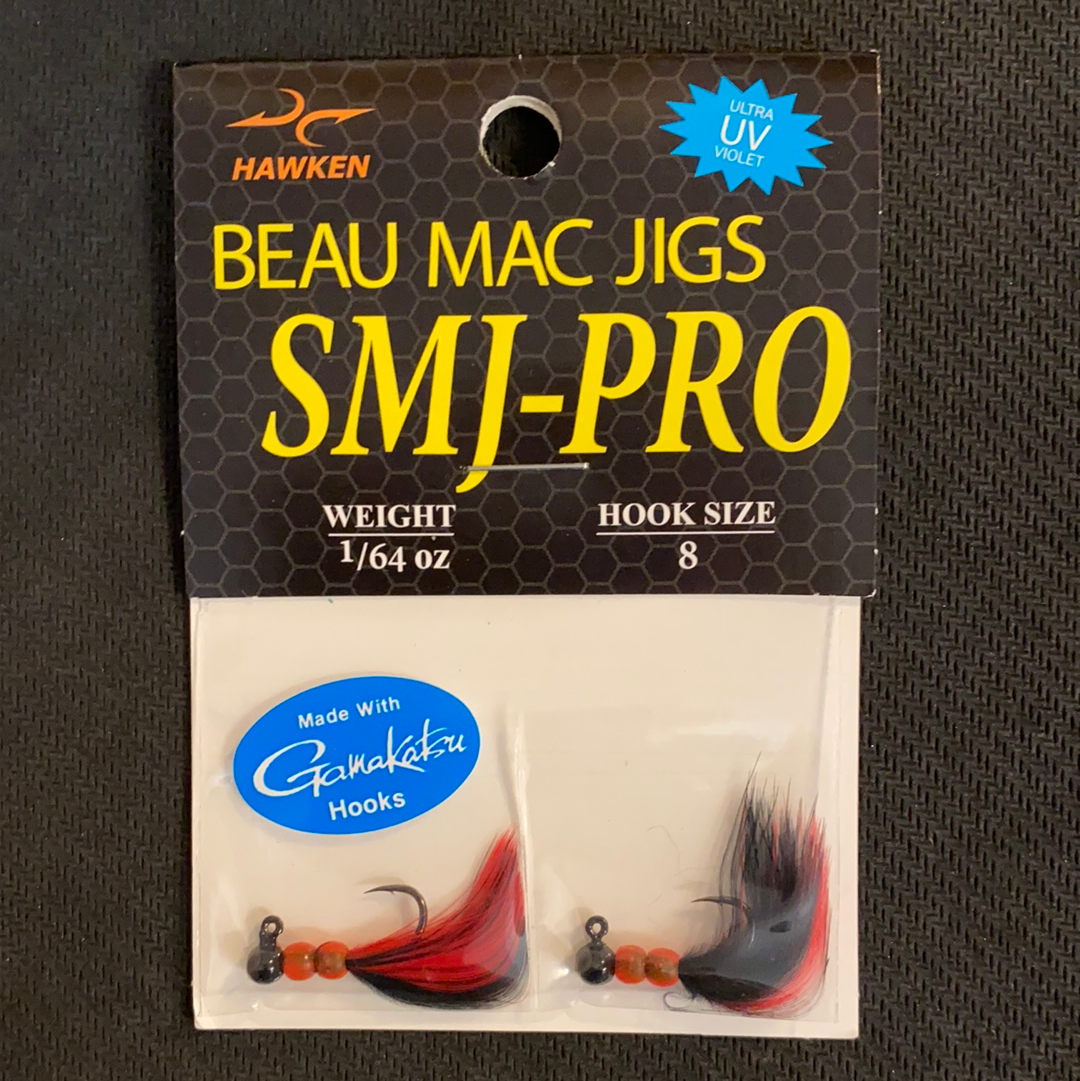 HAWKEN
ULTRA
UV
VIOLET
BEAU MAC JIGS
SMJ-PRO
WEIGHT
1/64 oz
HOOK SIZE
8
Made With
Gamakatsu
Hooks